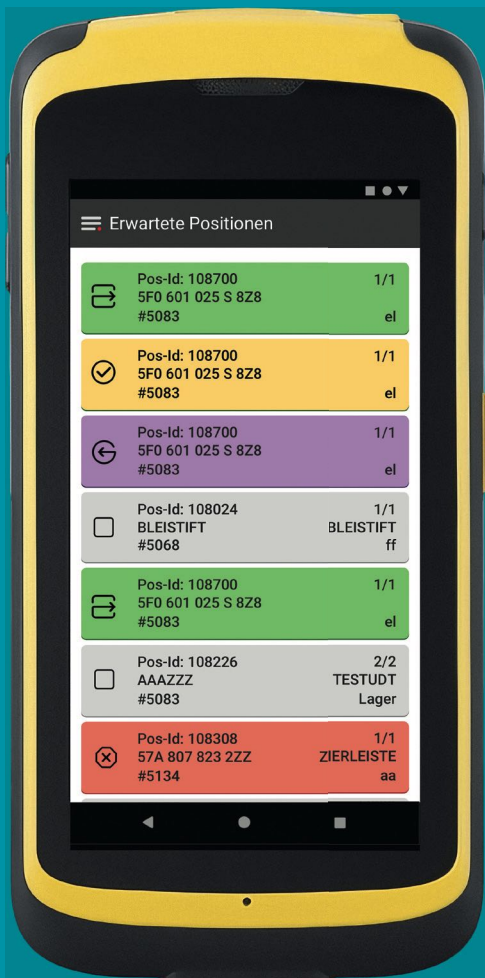 Erwartete Positionen
Pos-Id: 108700 1/1
5F0 601 025 S 8Z8
#5083 el
Pos-Id: 108700 1/1
5F0 601 025 S 8Z8
#5083 el
Pos-Id: 108700 1/1
5F0 601 025 S 8Z8
#5083 el
Pos-Id: 108024 1/1
BLEISTIFT BLEISTIFT
#5068 ff
Pos-Id: 108700 1/1
5F0 601 025 S 8Z8
#5083 el
Pos-Id: 108226 2/2
AAAZZZ TESTUDT
#5083 Lager
Pos-Id: 108308 1/1
57A 807 823 2ZZ ZIERLEISTE
#5134 aa